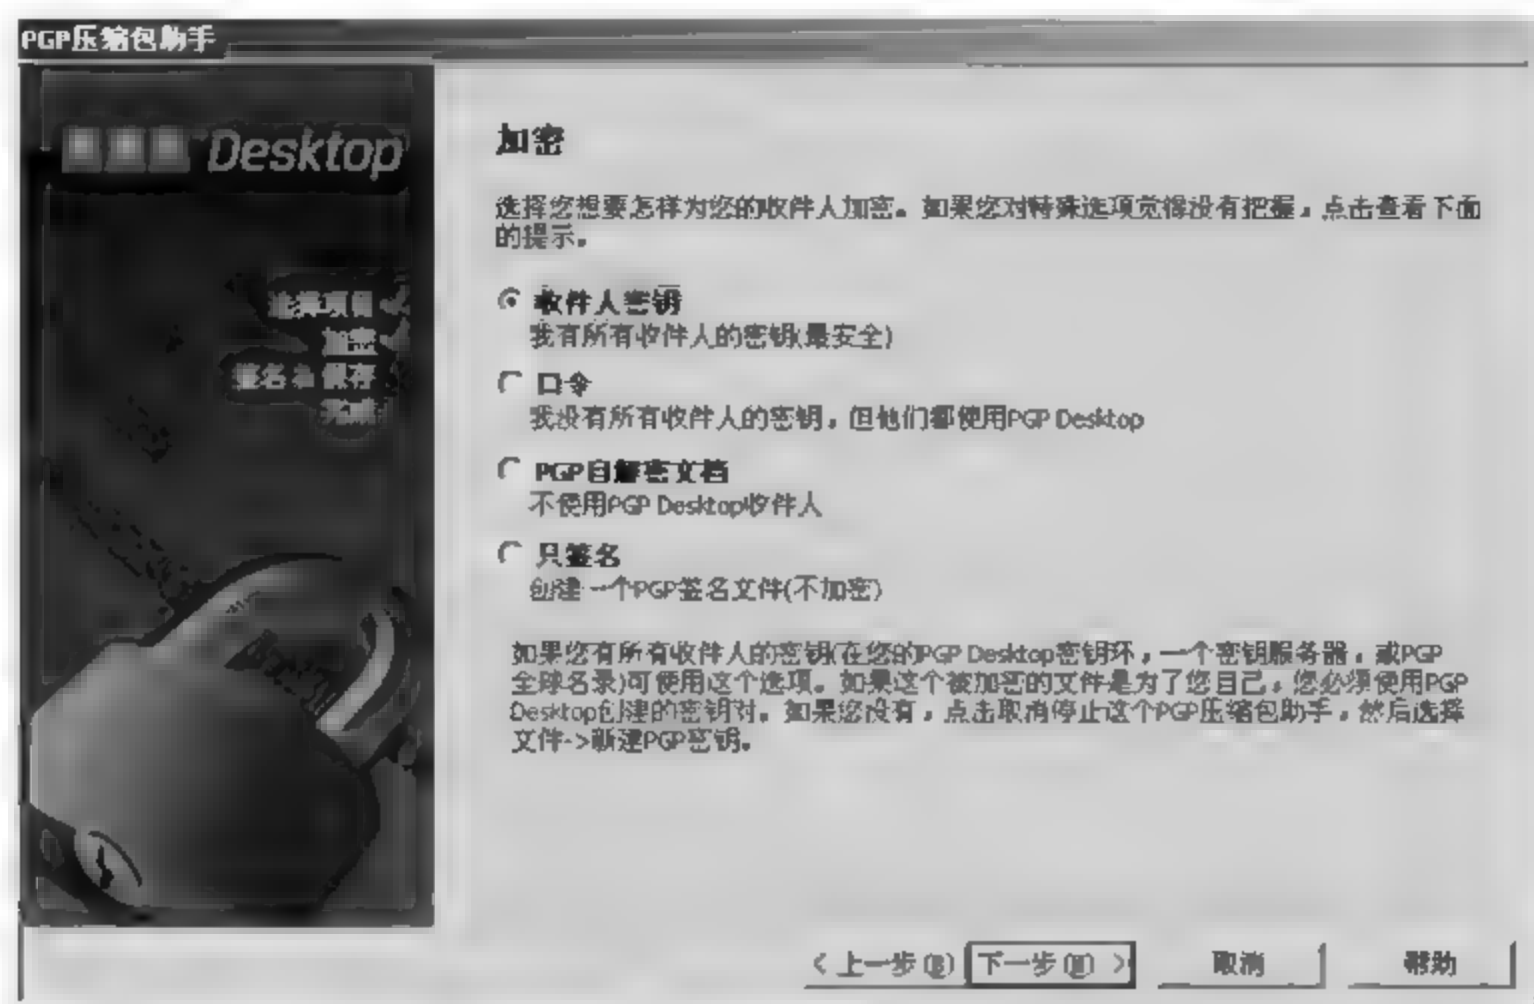 PGP压缩包助手
Desktop
选择项目
加密
签名和保存
完成
加密
选择您想要怎样为您的收件人加密。如果您对特殊选项觉得没有把握，点击查看下面
的提示。
收件人密钥
我有所有收件人的密钥(最安全)
口令
我没有所有收件人的密钥，但他们都使用PGP Desktop
PGP自解密文档
不使用PGP Desktop收件人
只签名
创建一个PGP签名文件(不加密)
如果您有所有收件人的密钥(在您的PGP Desktop密钥环，一个密钥服务器，或PGP
全球名录)可使用这个选项。如果这个被加密的文件是为了您自己，您必须使用PGP
Desktop创建的密钥对。如果您没有，点击取消停止这个PGP压缩包助手，然后选择
文件->新建PGP密钥。
< 上一步(B) 下一步(N) > 取消 帮助